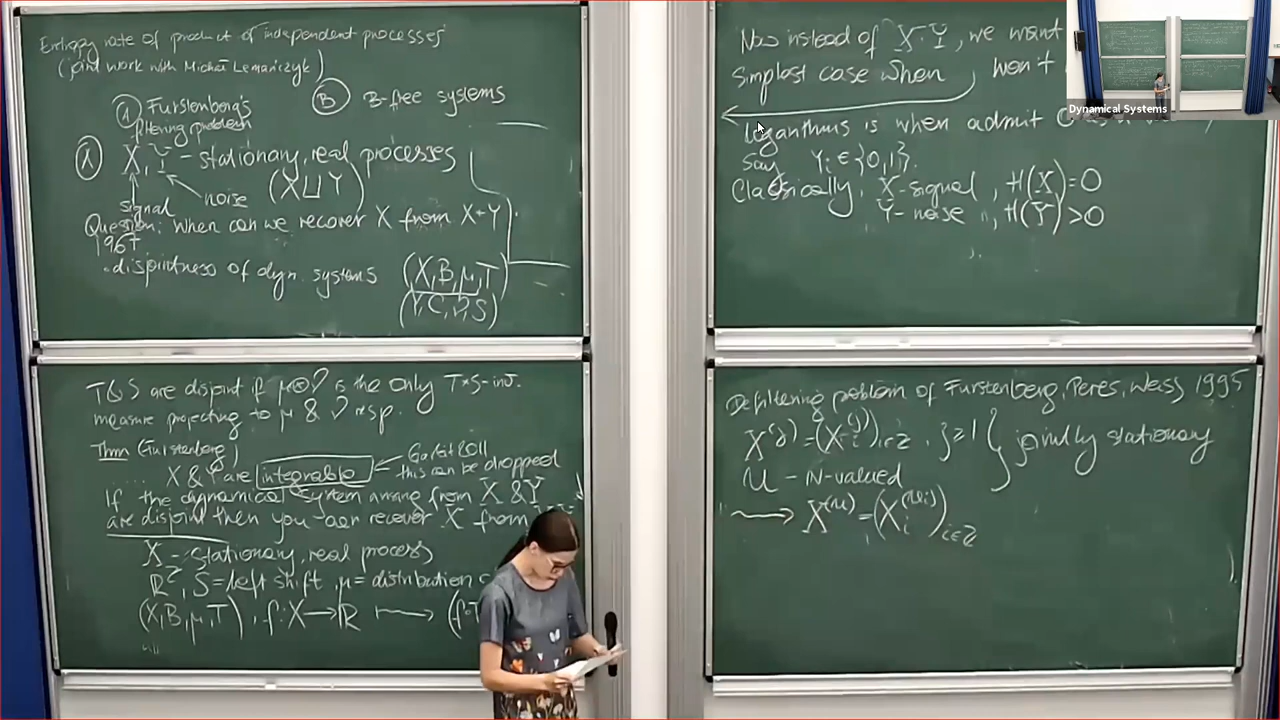 Entropy rate of product of independent processes
(joint work with Michał Lemańczyk)
(A) Furstenberg's
filtering problem
(B) B-free systems
(A) X, Y - stationary, real processes
signal
noise (X ⊔ Y)
Question: When can we recover X from X+Y
1967
. disjointness of dyn. systems (X,B,μ,T)
(Y,C,ν,S)
T & S are disjoint if μ⊗ν is the only T×S-inv.
measure projecting to μ & ν resp.
Thm (Furstenberg)
... X & Y are integrable ← Garbit 2011
this can be dropped
If the dynamical system arising from X & Y
are disjoint then you can recover X from
X - stationary, real process
S = left shift, μ = distribution
(X,B,μ,T), f: X → R ⟼ (f∘T
Now instead of X·Y, we want
Simplest case when won't
logarithms is when admit
say Yᵢ ∈ {0,1}.
Classically, X-signal, H(X)=0
Y-noise, H(Y)>0
Defiltering problem of Furstenberg, Peres, Weiss 1995
X^(j) = (X_i^(j))_{i∈Z}, j≥1 } jointly stationary
U - N-valued
⟶ X^(U) = (X_i^(U_i))_{i∈Z}
Dynamical Systems